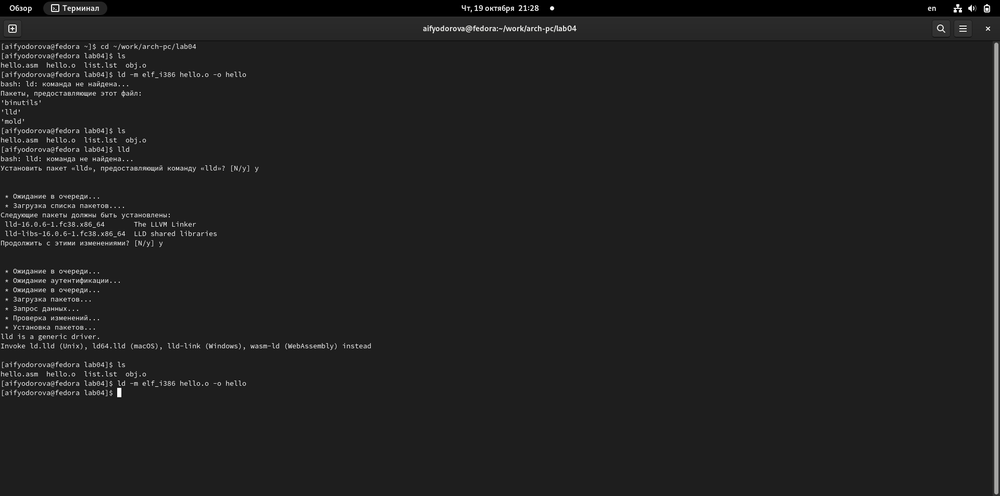 Обзор Терминал Чт, 19 октября 21:28 en
aifyodorova@fedora:~/work/arch-pc/lab04
[aifyodorova@fedora ~]$ cd ~/work/arch-pc/lab04
[aifyodorova@fedora lab04]$ ls
hello.asm  hello.o  list.lst  obj.o
[aifyodorova@fedora lab04]$ ld -m elf_i386 hello.o -o hello
bash: ld: команда не найдена...
Пакеты, предоставляющие этот файл:
'binutils'
'lld'
'mold'
[aifyodorova@fedora lab04]$ ls
hello.asm  hello.o  list.lst  obj.o
[aifyodorova@fedora lab04]$ lld
bash: lld: команда не найдена...
Установить пакет «lld», предоставляющий команду «lld»? [N/y] y
 * Ожидание в очереди...
 * Загрузка списка пакетов....
Следующие пакеты должны быть установлены:
 lld-16.0.6-1.fc38.x86_64       The LLVM Linker
 lld-libs-16.0.6-1.fc38.x86_64  LLD shared libraries
Продолжить с этими изменениями? [N/y] y
 * Ожидание в очереди...
 * Ожидание аутентификации...
 * Ожидание в очереди...
 * Загрузка пакетов...
 * Запрос данных...
 * Проверка изменений...
 * Установка пакетов...
lld is a generic driver.
Invoke ld.lld (Unix), ld64.lld (macOS), lld-link (Windows), wasm-ld (WebAssembly) instead
[aifyodorova@fedora lab04]$ ls
hello.asm  hello.o  list.lst  obj.o
[aifyodorova@fedora lab04]$ ld -m elf_i386 hello.o -o hello
[aifyodorova@fedora lab04]$